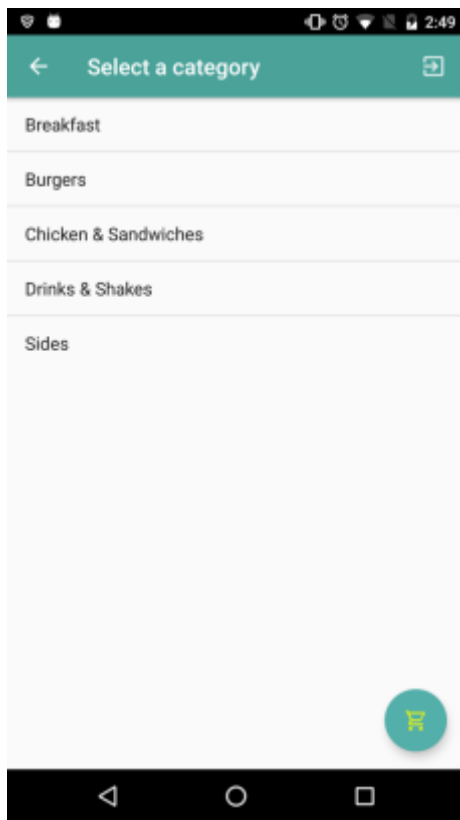 2:49
Select a category
Breakfast
Burgers
Chicken & Sandwiches
Drinks & Shakes
Sides